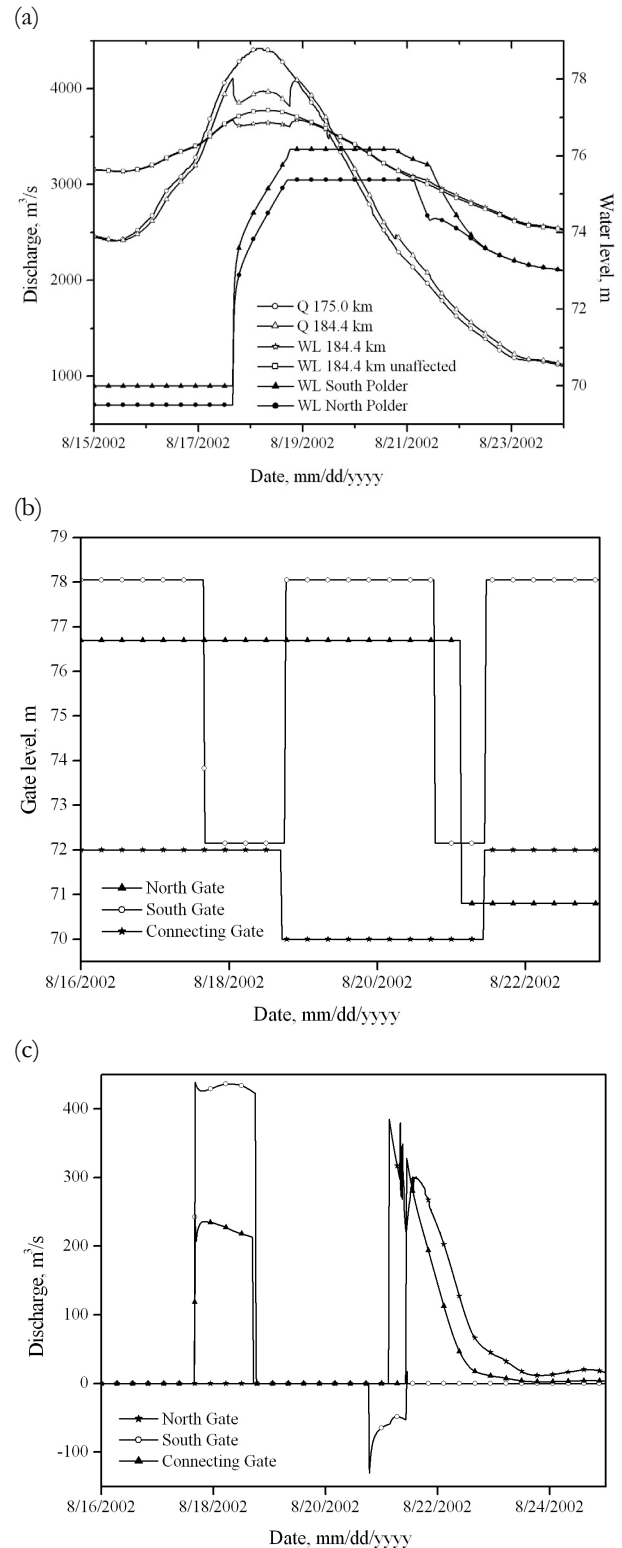 (a)
4000
3000
2000
1000
Discharge, m³/s
78
76
74
72
70
Water level, m
Q 175.0 km
Q 184.4 km
WL 184.4 km
WL 184.4 km unaffected
WL South Polder
WL North Polder
8/15/2002 8/17/2002 8/19/2002 8/21/2002 8/23/2002
Date, mm/dd/yyyy
(b)
79
78
77
76
75
74
73
72
71
70
Gate level, m
North Gate
South Gate
Connecting Gate
8/16/2002 8/18/2002 8/20/2002 8/22/2002
Date, mm/dd/yyyy
(c)
400
300
200
100
0
-100
Discharge, m³/s
North Gate
South Gate
Connecting Gate
8/16/2002 8/18/2002 8/20/2002 8/22/2002 8/24/2002
Date, mm/dd/yyyy